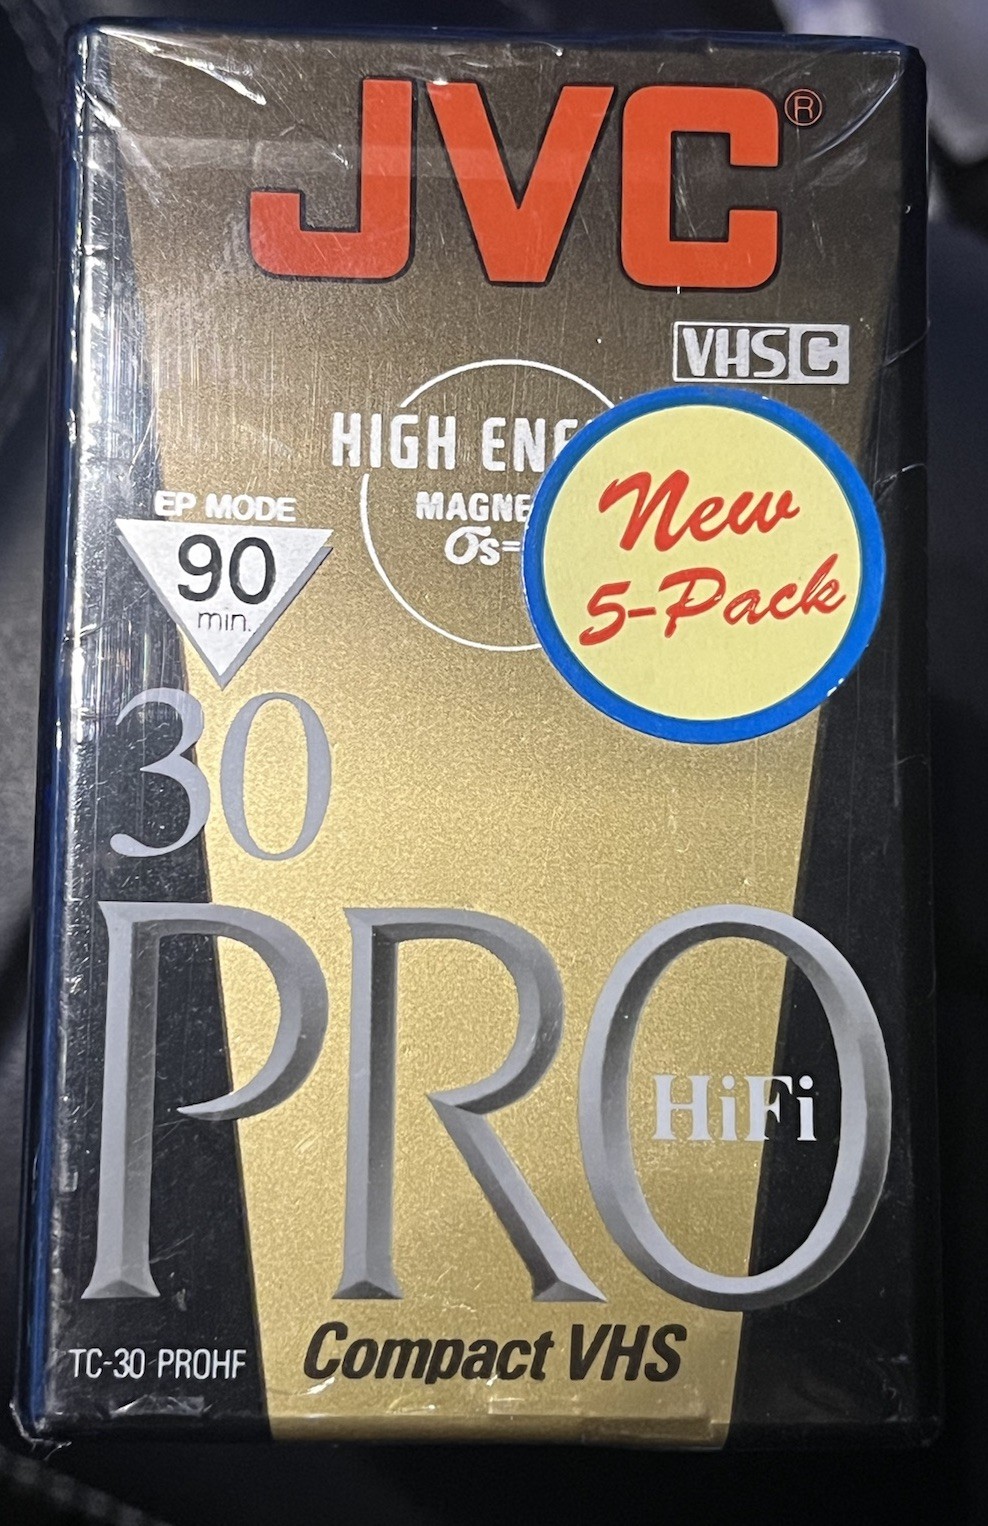 JVC®
VHS C
HIGH ENE
MAGNE
σs=
New
5-Pack
EP MODE
90
min.
30
PRO
HiFi
Compact VHS
TC-30 PROHF